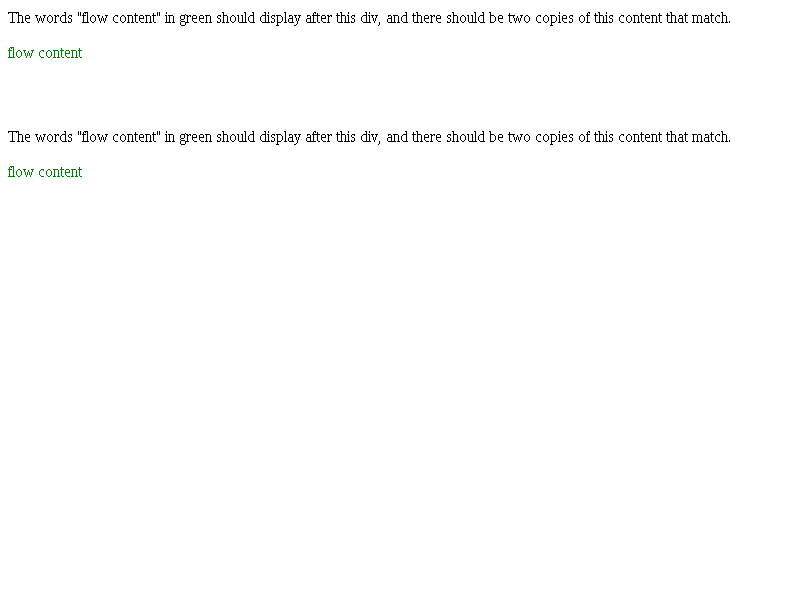 The words "flow content" in green should display after this div, and there should be two copies of this content that match.
flow content
The words "flow content" in green should display after this div, and there should be two copies of this content that match.
flow content